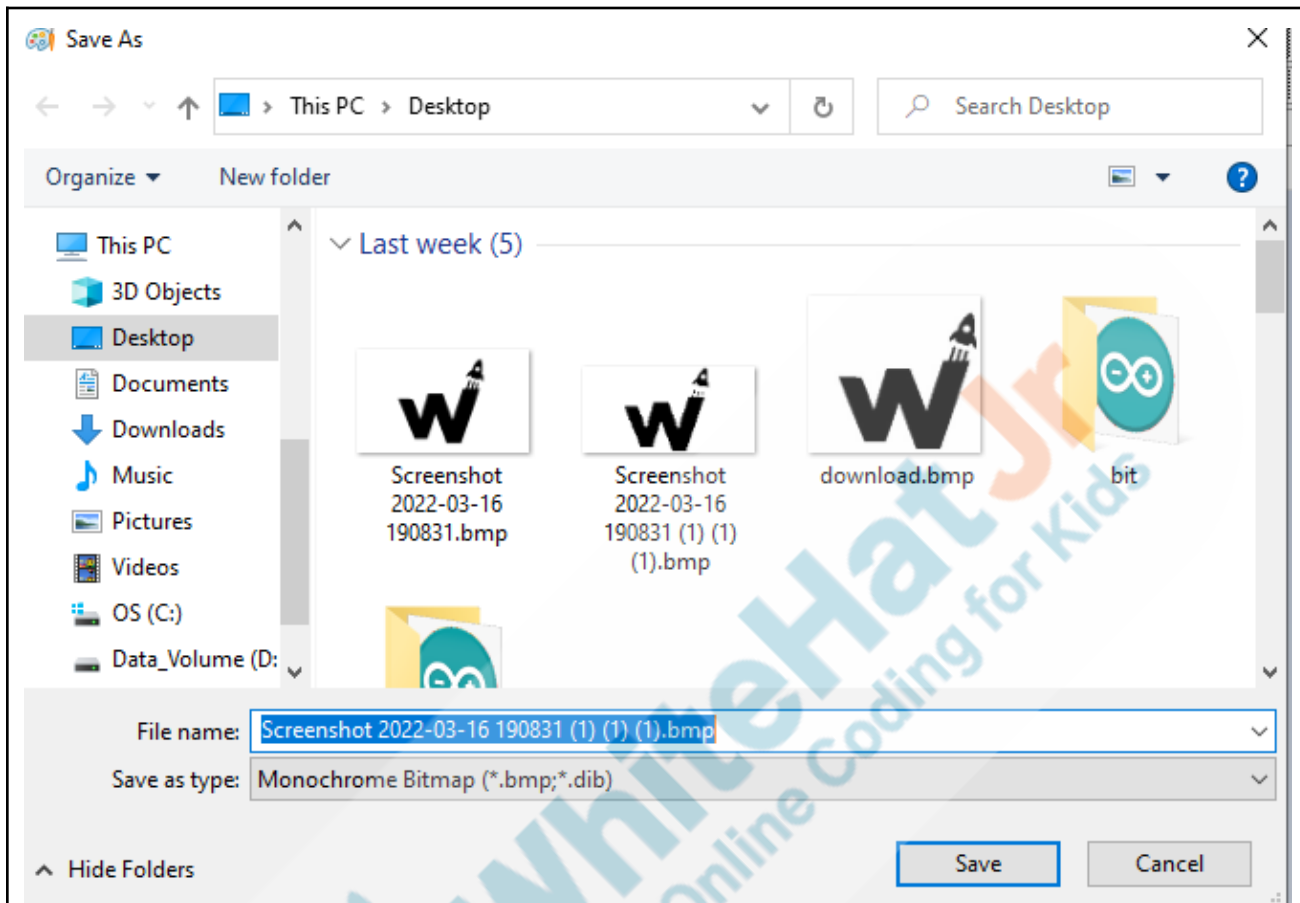 Save As
This PC > Desktop
Search Desktop
Organize
New folder
This PC
3D Objects
Desktop
Documents
Downloads
Music
Pictures
Videos
OS (C:)
Data_Volume (D:
Last week (5)
Screenshot
2022-03-16
190831.bmp
Screenshot
2022-03-16
190831 (1) (1)
(1).bmp
download.bmp
bit
File name: Screenshot 2022-03-16 190831 (1) (1) (1).bmp
Save as type: Monochrome Bitmap (*.bmp;*.dib)
Hide Folders
Save
Cancel
WhiteHat Jr
Online Coding for Kids